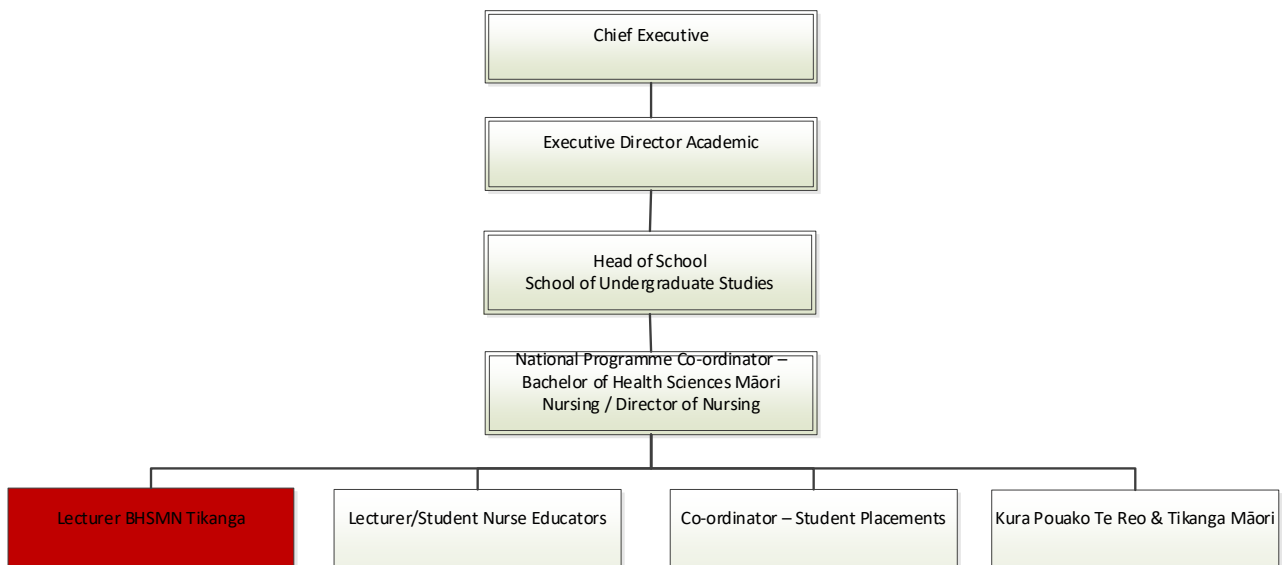 Chief Executive
Executive Director Academic
Head of School
School of Undergraduate Studies
National Programme Co-ordinator –
Bachelor of Health Sciences Māori
Nursing / Director of Nursing
Lecturer BHSMN Tikanga
Lecturer/Student Nurse Educators
Co-ordinator – Student Placements
Kura Pouako Te Reo & Tikanga Māori